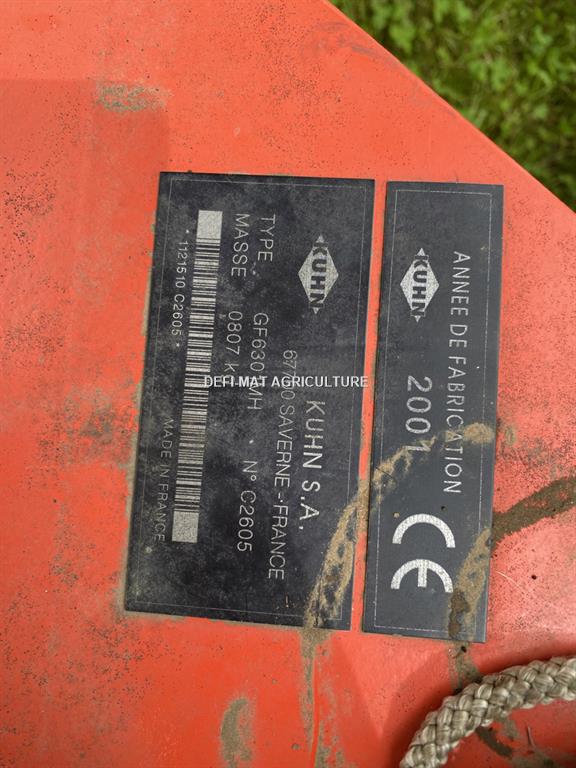 KUHN
KUHN S.A.
67700 SAVERNE - FRANCE
TYPE GF6301MH · N° C2605
MASSE 0807 k
* 1121510 C2605 *
MADE IN FRANCE
ANNEE DE FABRICATION
KUHN
2001
CE
DEFI MAT AGRICULTURE